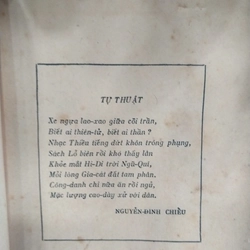 TỰ THUẬT
Xe ngựa lao-xao giữa cõi trần,
Biết ai thiên-tử, biết ai thần?
Nhạc Thiều tiếng dứt khôn trông phụng,
Sách Lỗ biên rồi khó thấy lân
Khỏe mắt Hi-Di trời Ngũ-Quí,
Mỏi lòng Gia-cát đất tam phân.
Công-danh chi nữa ăn rồi ngủ,
Mặc lượng cao-dày xử với dân.
NGUYỄN-ĐÌNH CHIỂU